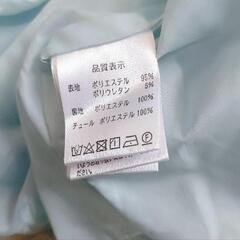 品質表示
表地 ポリエステル 95%
ポリウレタン 5%
裏地 ポリエステル 100%
チュール ポリエステル 100%